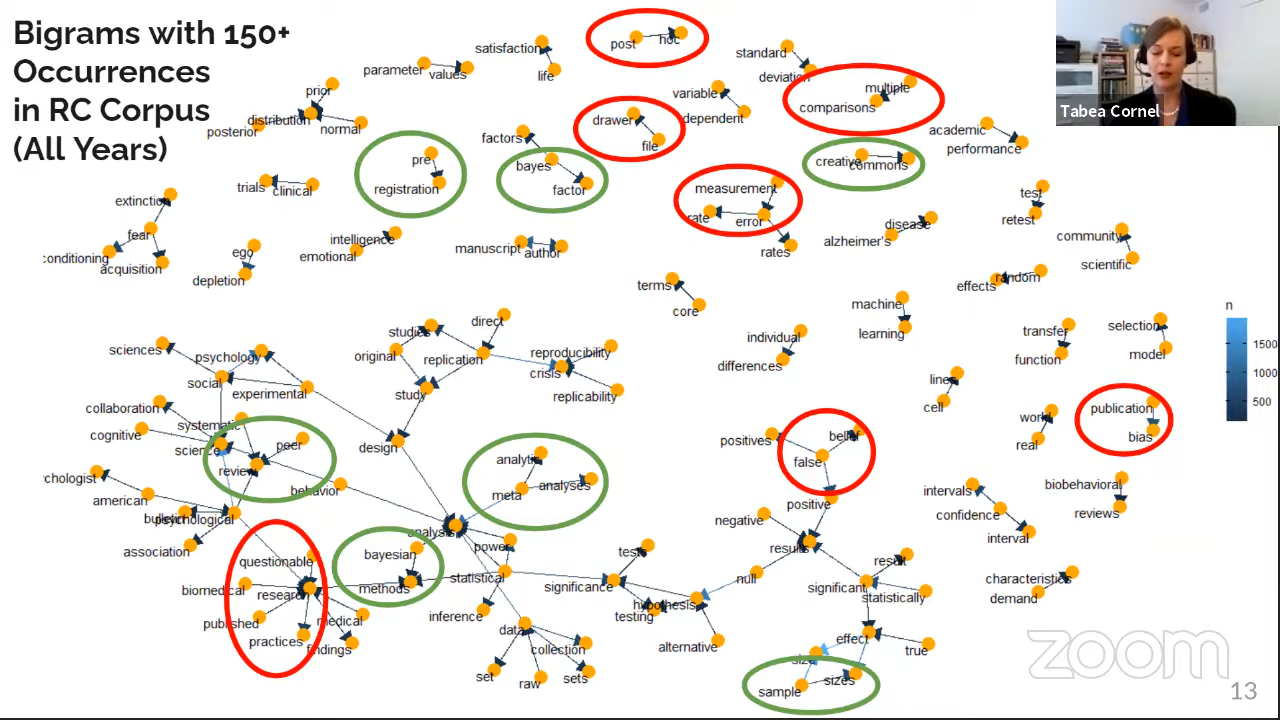 Bigrams with 150+
Occurrences
in RC Corpus
(All Years)
Tabea Cornel
post hoc
satisfaction
life
parameter values
standard
deviation
multiple
comparisons
prior
distribution
posterior
normal
variable
dependent
drawer
file
factors
bayes
factor
academic
performance
pre
registration
creative
commons
trials clinical
measurement
rate
error
rates
test
retest
extinction
fear
conditioning
acquisition
ego
depletion
intelligence
emotional
manuscript author
disease
alzheimer's
community
scientific
terms
core
effects random
machine
learning
individual
differences
transfer
function
selection
model
n
1500
1000
500
sciences
psychology
social
experimental
studies
direct
original
replication
reproducibility
crisis
replicability
study
collaboration
cognitive
systematic
science
peer
review
design
line
cell
world
real
publication
bias
positives
belief
false
positive
chologist
american
bulletin psychological
association
behavior
analytic
meta
analyses
analysis
intervals
confidence
interval
biobehavioral
reviews
negative
results
null
questionable
biomedical
research
published
practices
medical
findings
bayesian
methods
power
statistical
inference
tests
significance
hypothesis
testing
alternative
result
significant
statistically
characteristics
demand
data
collection
set
raw
sets
effect
true
size
sizes
sample
zoom
13